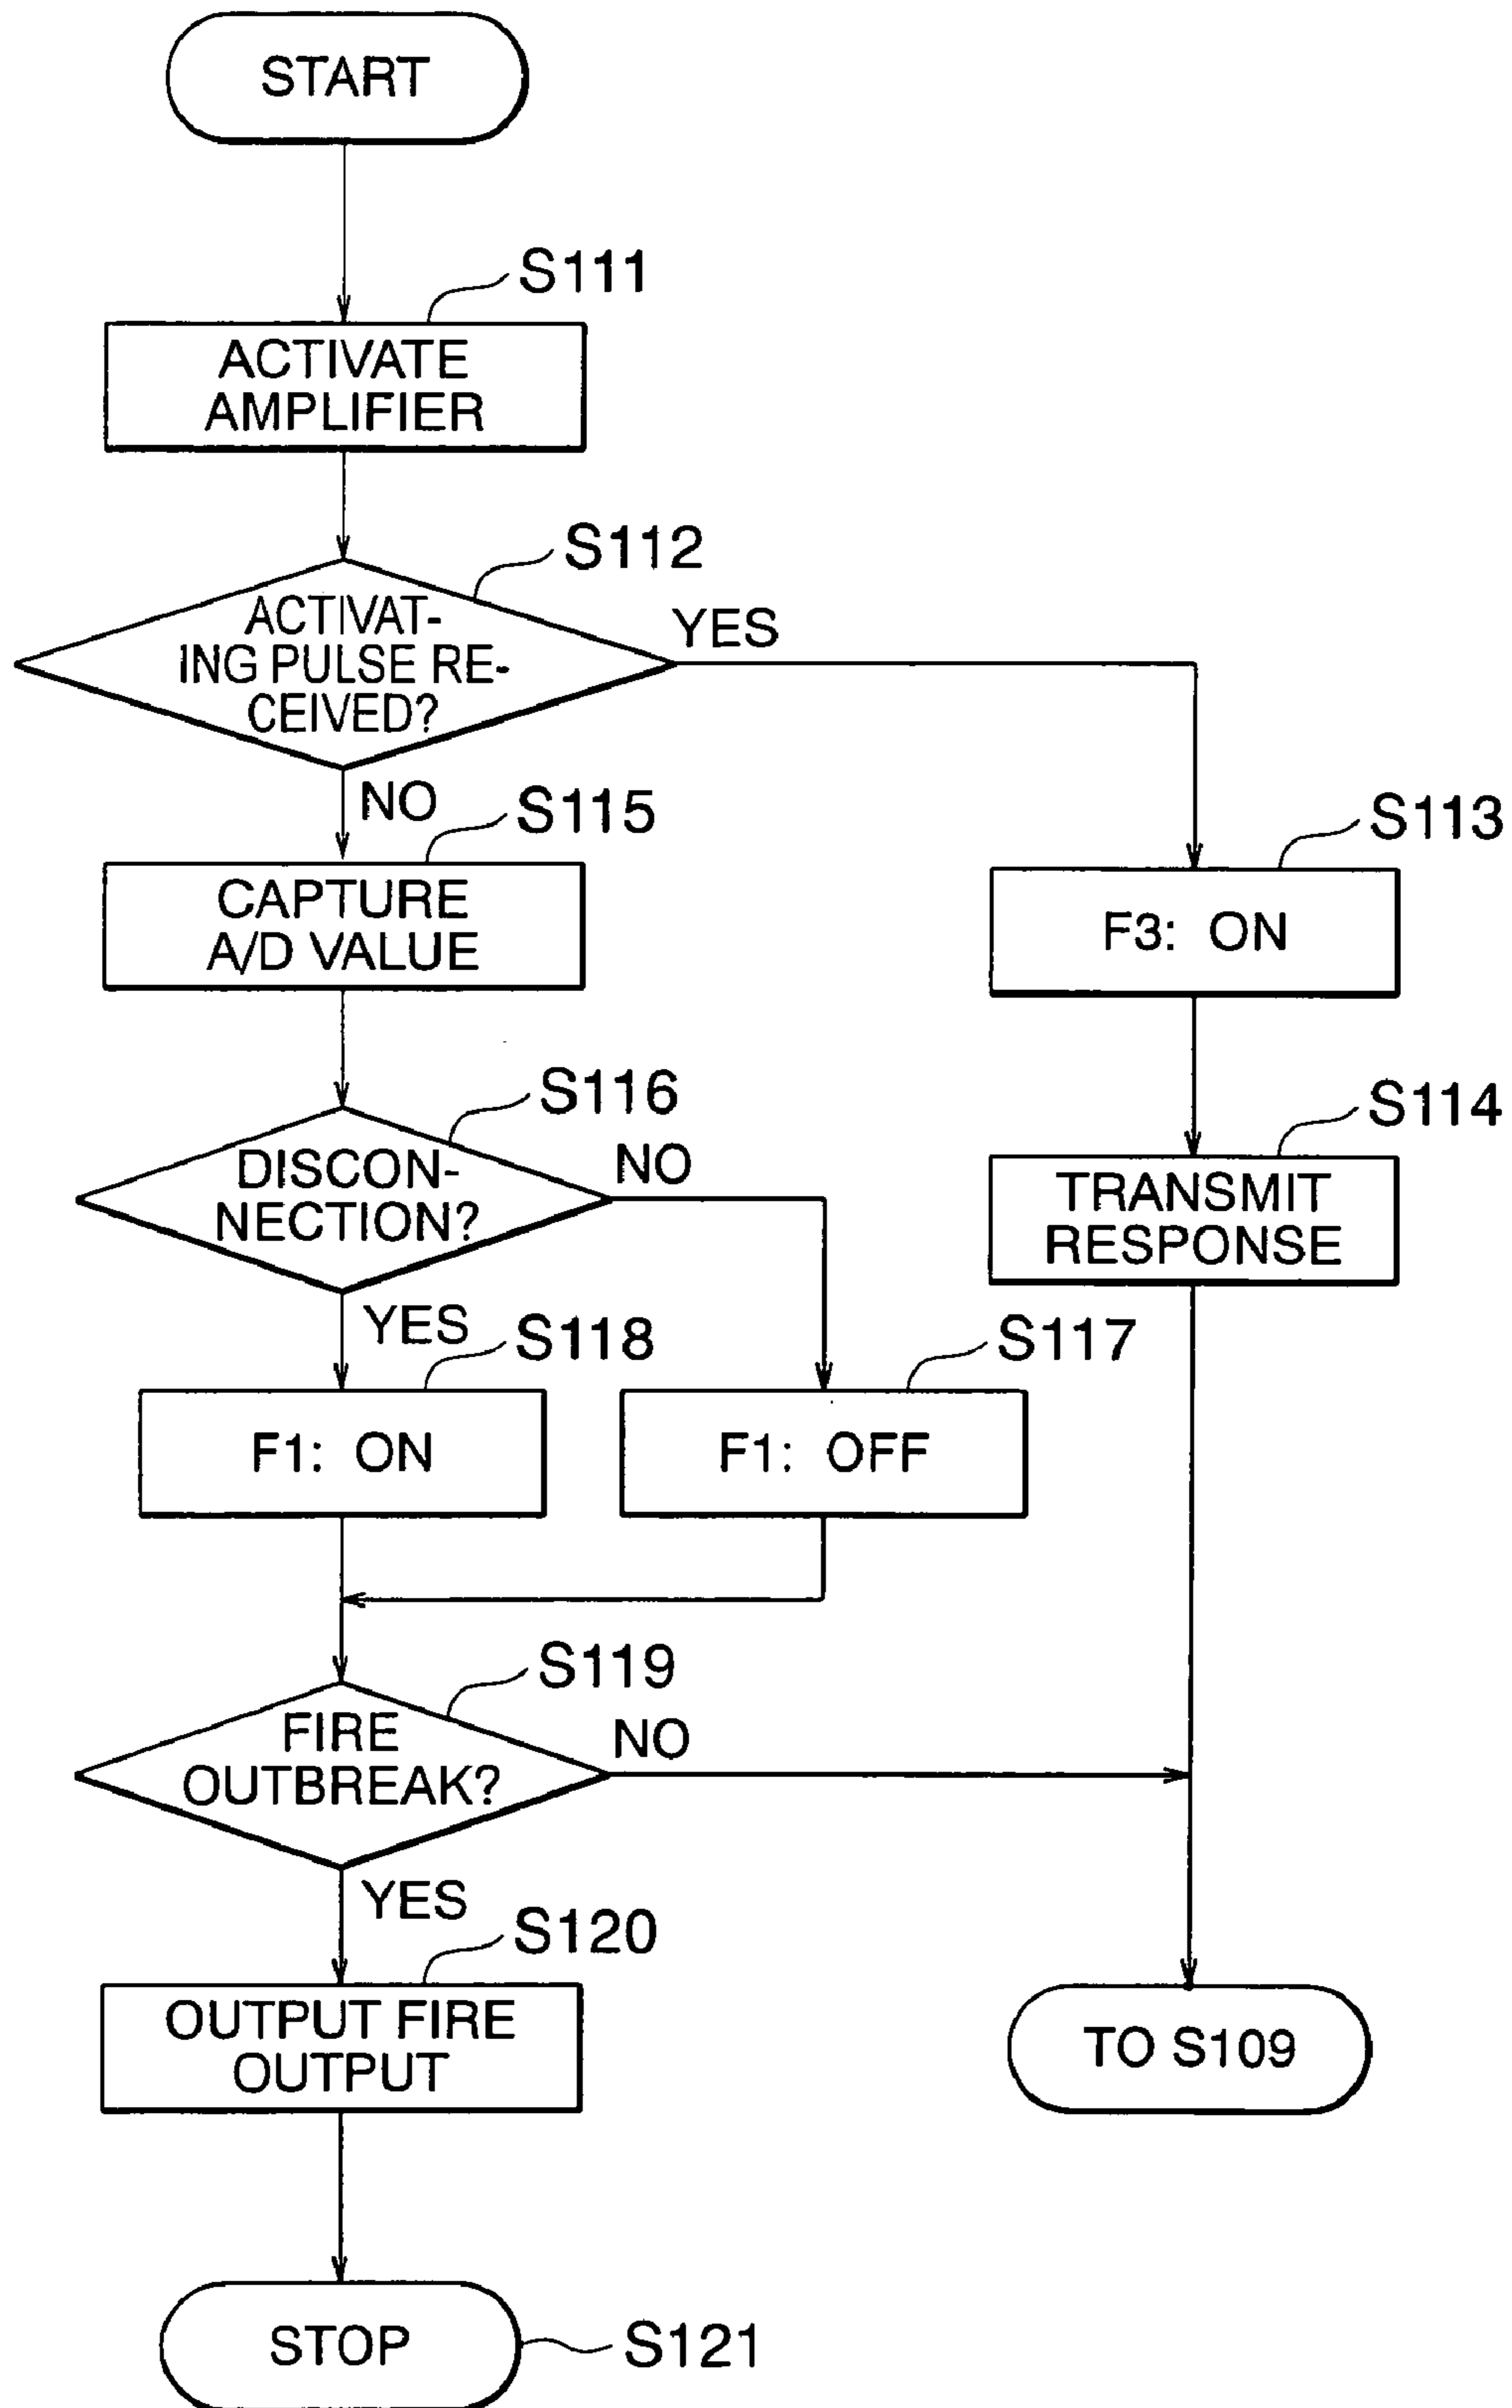 START
S111
ACTIVATE
AMPLIFIER
S112
ACTIVAT-
ING PULSE RE-
CEIVED?
YES
NO
S115
CAPTURE
A/D VALUE
S113
F3: ON
S116
DISCON-
NECTION?
NO
S114
TRANSMIT
RESPONSE
YES
S118
F1: ON
S117
F1: OFF
S119
FIRE
OUTBREAK?
NO
YES
S120
OUTPUT FIRE
OUTPUT
TO S109
STOP
S121